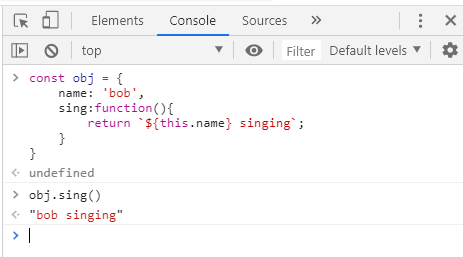 Elements Console Sources »
top Filter Default levels
> const obj = {
name: 'bob',
sing:function(){
return `${this.name} singing`;
}
}
undefined
> obj.sing()
"bob singing"
>